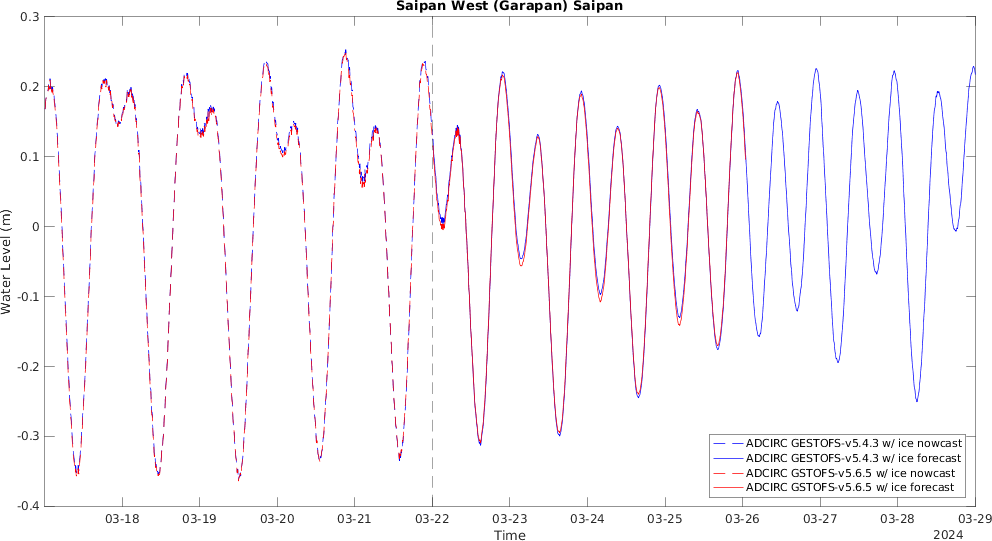 Saipan West (Garapan) Saipan
0.3
0.2
0.1
0
-0.1
-0.2
-0.3
-0.4
Water Level (m)
03-18 03-19 03-20 03-21 03-22 03-23 03-24 03-25 03-26 03-27 03-28 03-29
Time
2024
ADCIRC GESTOFS-v5.4.3 w/ ice nowcast
ADCIRC GESTOFS-v5.4.3 w/ ice forecast
ADCIRC GSTOFS-v5.6.5 w/ ice nowcast
ADCIRC GSTOFS-v5.6.5 w/ ice forecast